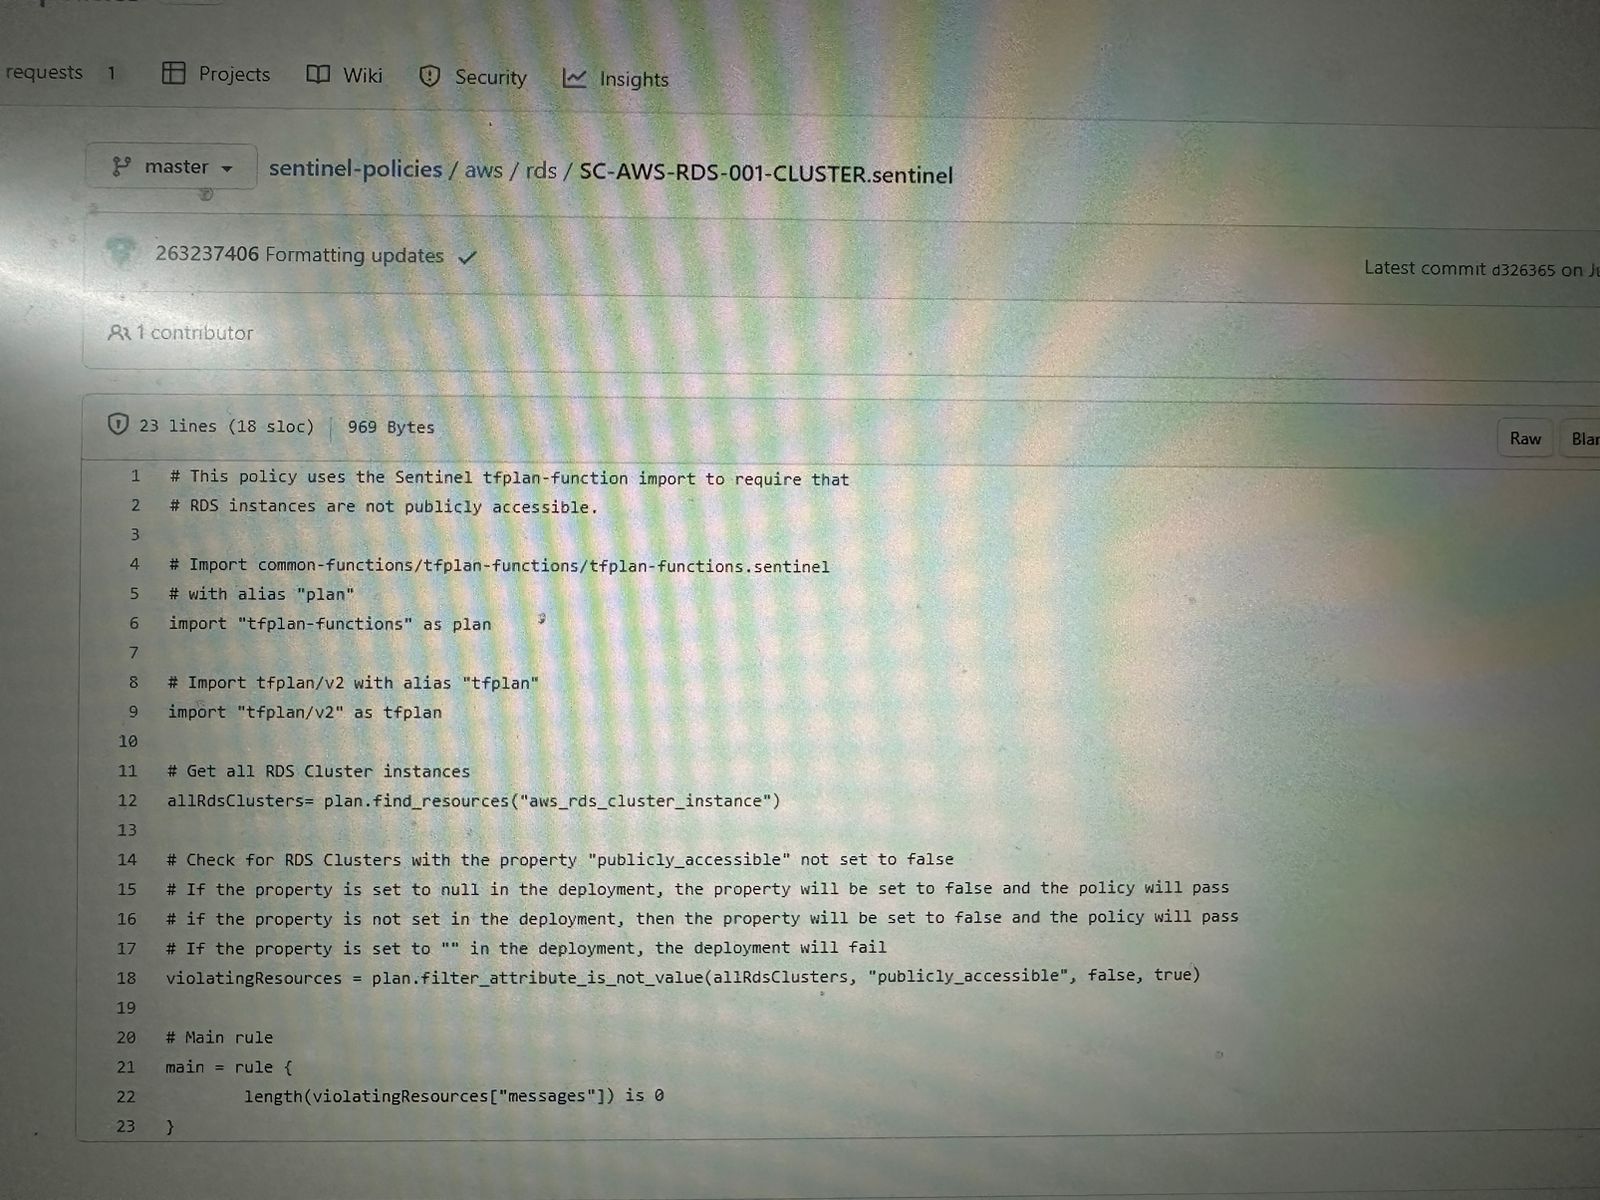 requests 1 Projects Wiki Security Insights
master sentinel-policies / aws / rds / SC-AWS-RDS-001-CLUSTER.sentinel
263237406 Formatting updates
Latest commit d326365 on
1 contributor
23 lines (18 sloc) | 969 Bytes
Raw
1 # This policy uses the Sentinel tfplan-function import to require that
2 # RDS instances are not publicly accessible.
3
4 # Import common-functions/tfplan-functions/tfplan-functions.sentinel
5 # with alias "plan"
6 import "tfplan-functions" as plan
7
8 # Import tfplan/v2 with alias "tfplan"
9 import "tfplan/v2" as tfplan
10
11 # Get all RDS Cluster instances
12 allRdsClusters= plan.find_resources("aws_rds_cluster_instance")
13
14 # Check for RDS Clusters with the property "publicly_accessible" not set to false
15 # If the property is set to null in the deployment, the property will be set to false and the policy will pass
16 # if the property is not set in the deployment, then the property will be set to false and the policy will pass
17 # If the property is set to "" in the deployment, the deployment will fail
18 violatingResources = plan.filter_attribute_is_not_value(allRdsClusters, "publicly_accessible", false, true)
19
20 # Main rule
21 main = rule {
22 length(violatingResources["messages"]) is 0
23 }